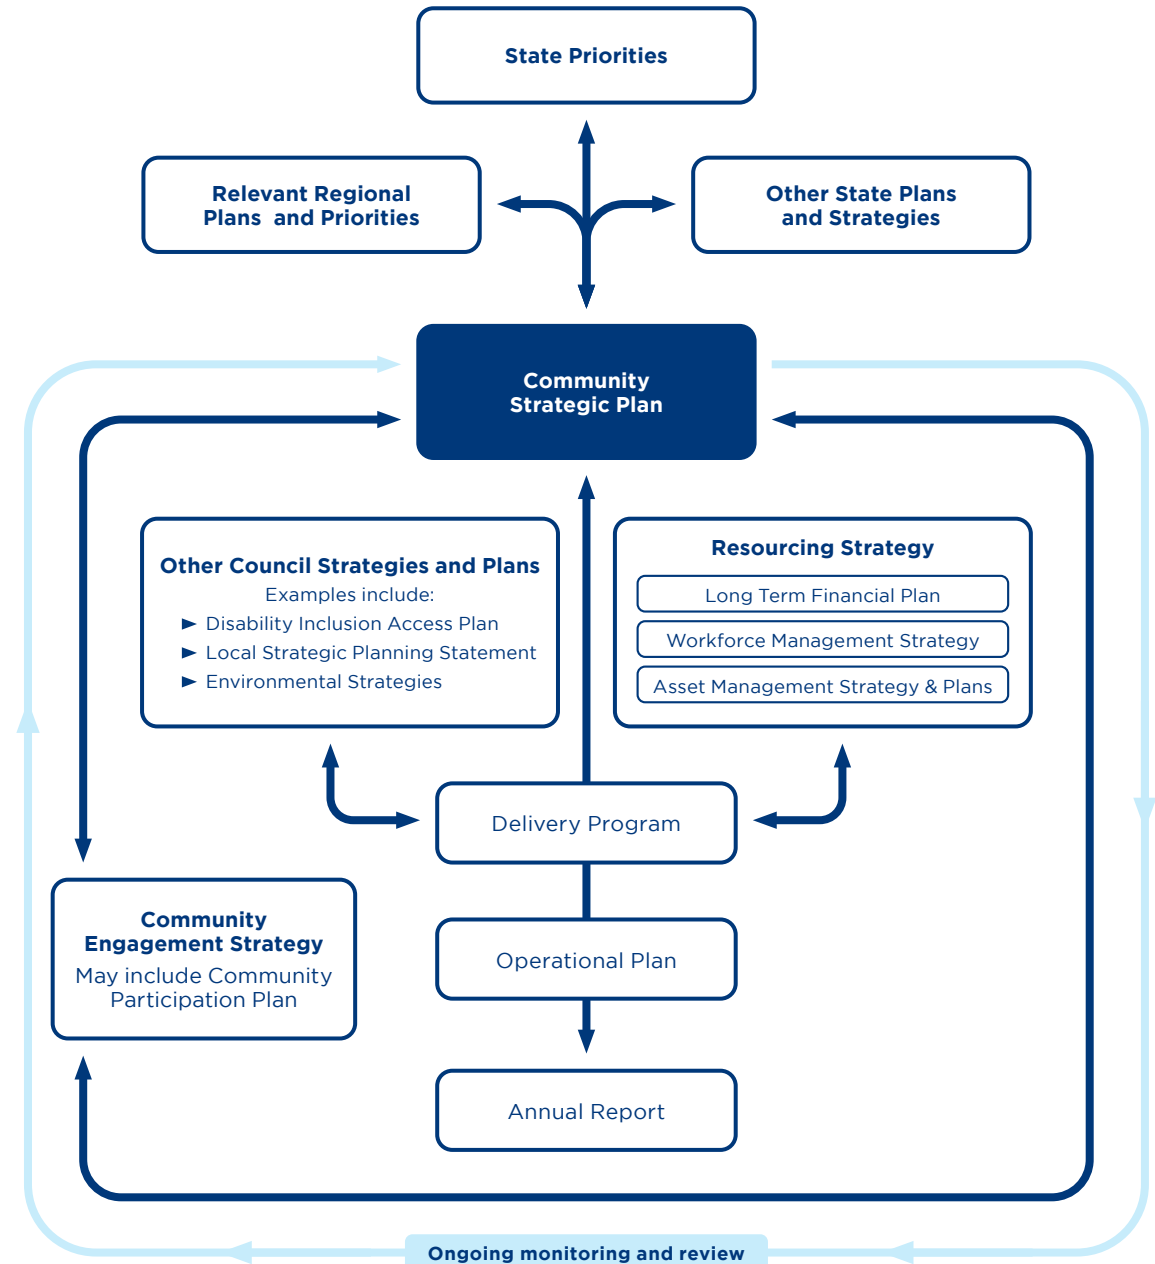 State Priorities
Relevant Regional
Plans and Priorities
Other State Plans
and Strategies
Community
Strategic Plan
Other Council Strategies and Plans
Examples include:
► Disability Inclusion Access Plan
► Local Strategic Planning Statement
► Environmental Strategies
Resourcing Strategy
Long Term Financial Plan
Workforce Management Strategy
Asset Management Strategy & Plans
Delivery Program
Community
Engagement Strategy
May include Community
Participation Plan
Operational Plan
Annual Report
Ongoing monitoring and review